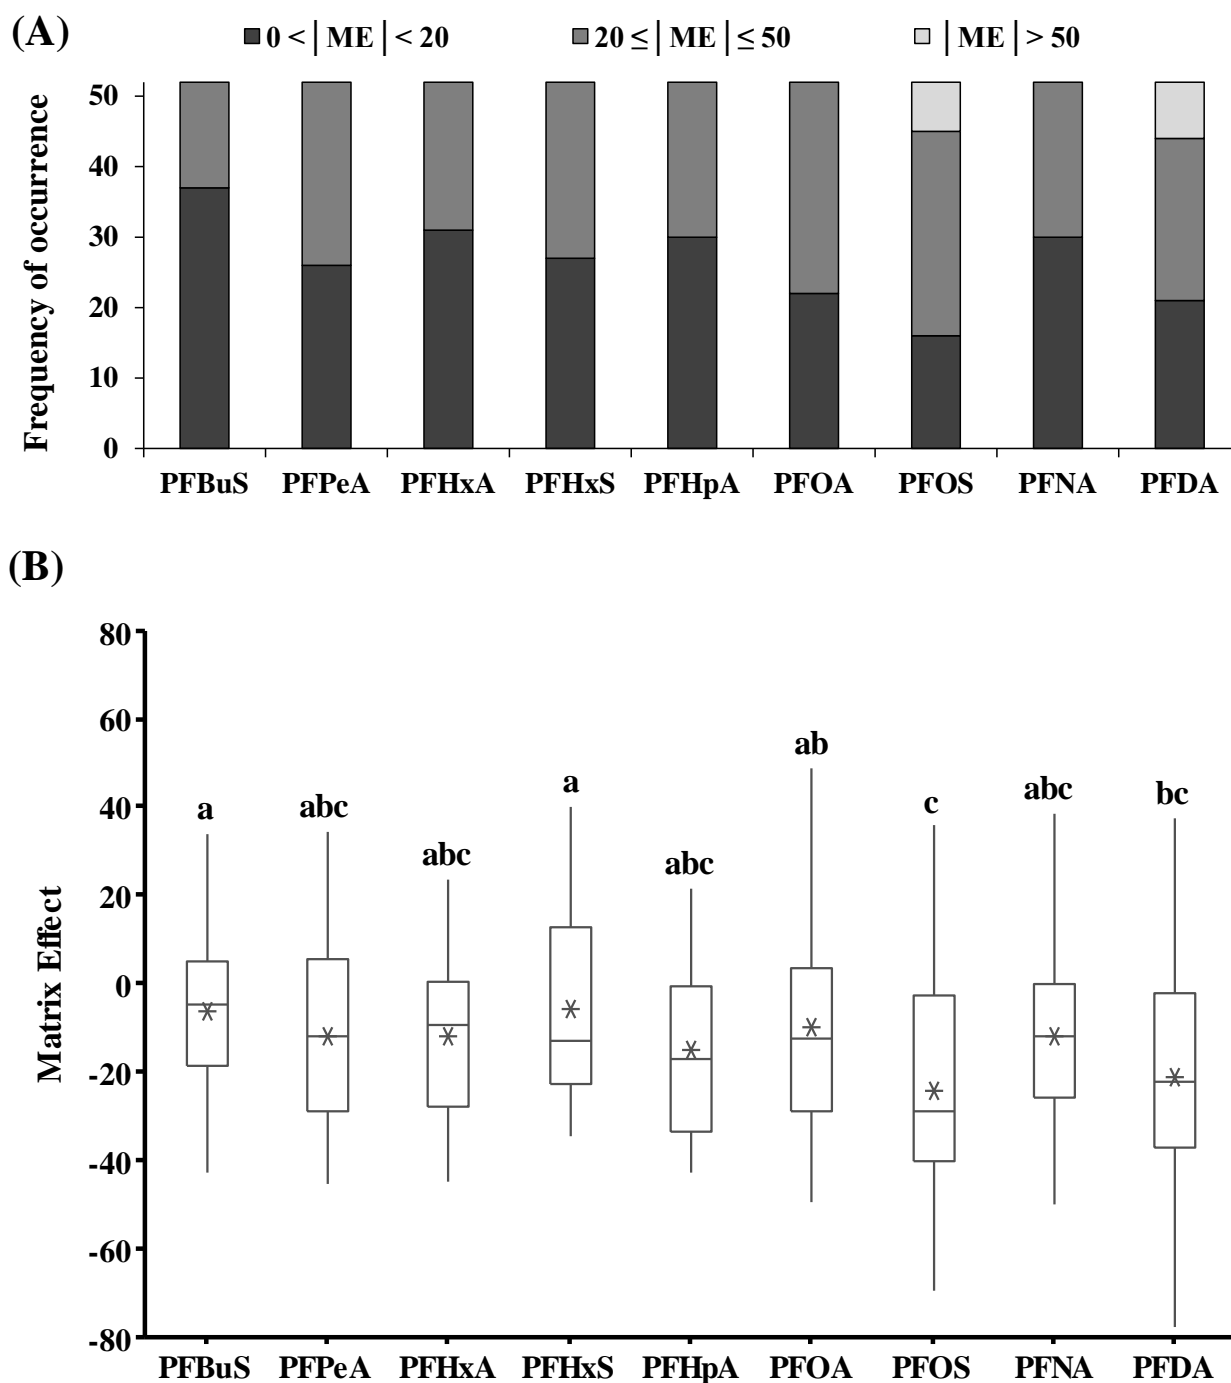 (A)
0 < | ME | < 20
20 ≤ | ME | ≤ 50
| ME | > 50
Frequency of occurrence
50
40
30
20
10
0
PFBuS PFPeA PFHxA PFHxS PFHpA PFOA PFOS PFNA PFDA
(B)
Matrix Effect
80
60
40
20
0
-20
-40
-60
-80
a abc abc a abc ab c abc bc
PFBuS PFPeA PFHxA PFHxS PFHpA PFOA PFOS PFNA PFDA